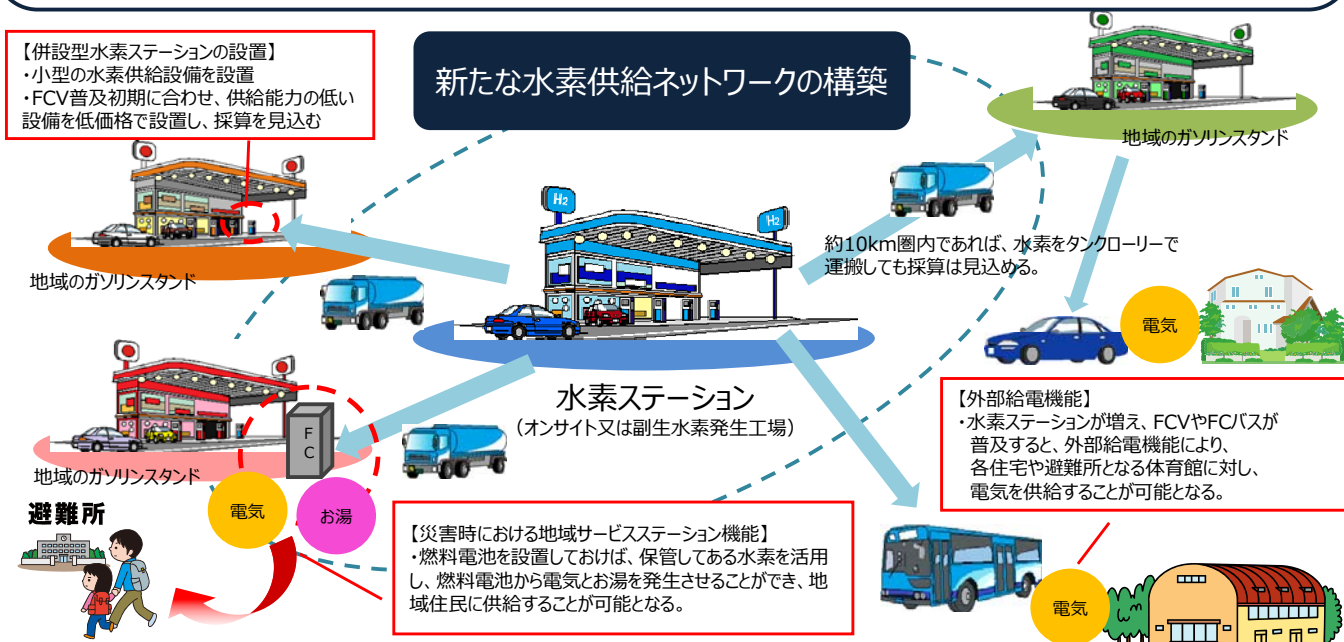 【併設型水素ステーションの設置】
・小型の水素供給設備を設置
・FCV普及初期に合わせ、供給能力の低い
設備を低価格で設置し、採算を見込む
新たな水素供給ネットワークの構築
地域のガソリンスタンド
地域のガソリンスタンド
H2
H2
約10km圏内であれば、水素をタンクローリーで
運搬しても採算は見込める。
電気
水素ステーション
(オンサイト又は副生水素発生工場)
【外部給電機能】
・水素ステーションが増え、FCVやFCバスが
普及すると、外部給電機能により、
各住宅や避難所となる体育館に対し、
電気を供給することが可能となる。
F
C
地域のガソリンスタンド
電気
お湯
避難所
【災害時における地域サービスステーション機能】
・燃料電池を設置しておけば、保管してある水素を活用
し、燃料電池から電気とお湯を発生させることができ、地
域住民に供給することが可能となる。
電気